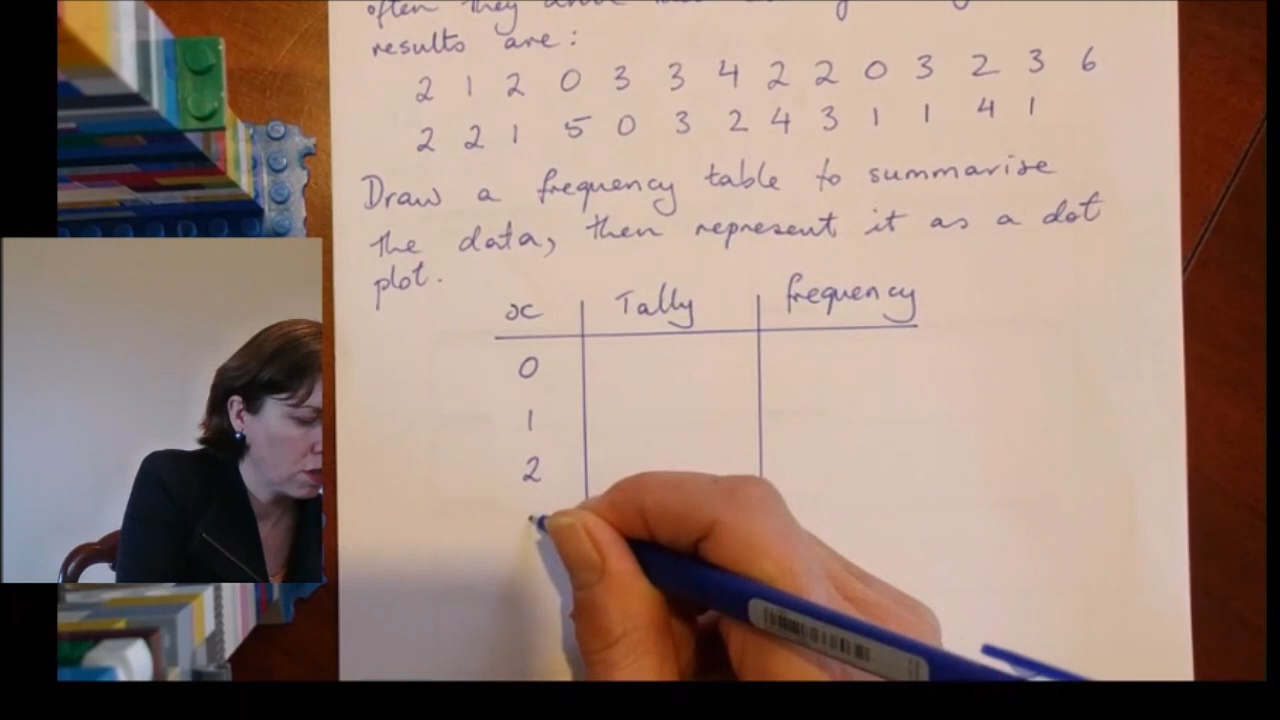 often they
results are:
2 1 2 0 3 3 4 2 2 0 3 2 3 6
2 2 1 5 0 3 2 4 3 1 1 4 1
Draw a frequency table to summarise
the data, then represent it as a dot
plot.
x Tally frequency
0
1
2